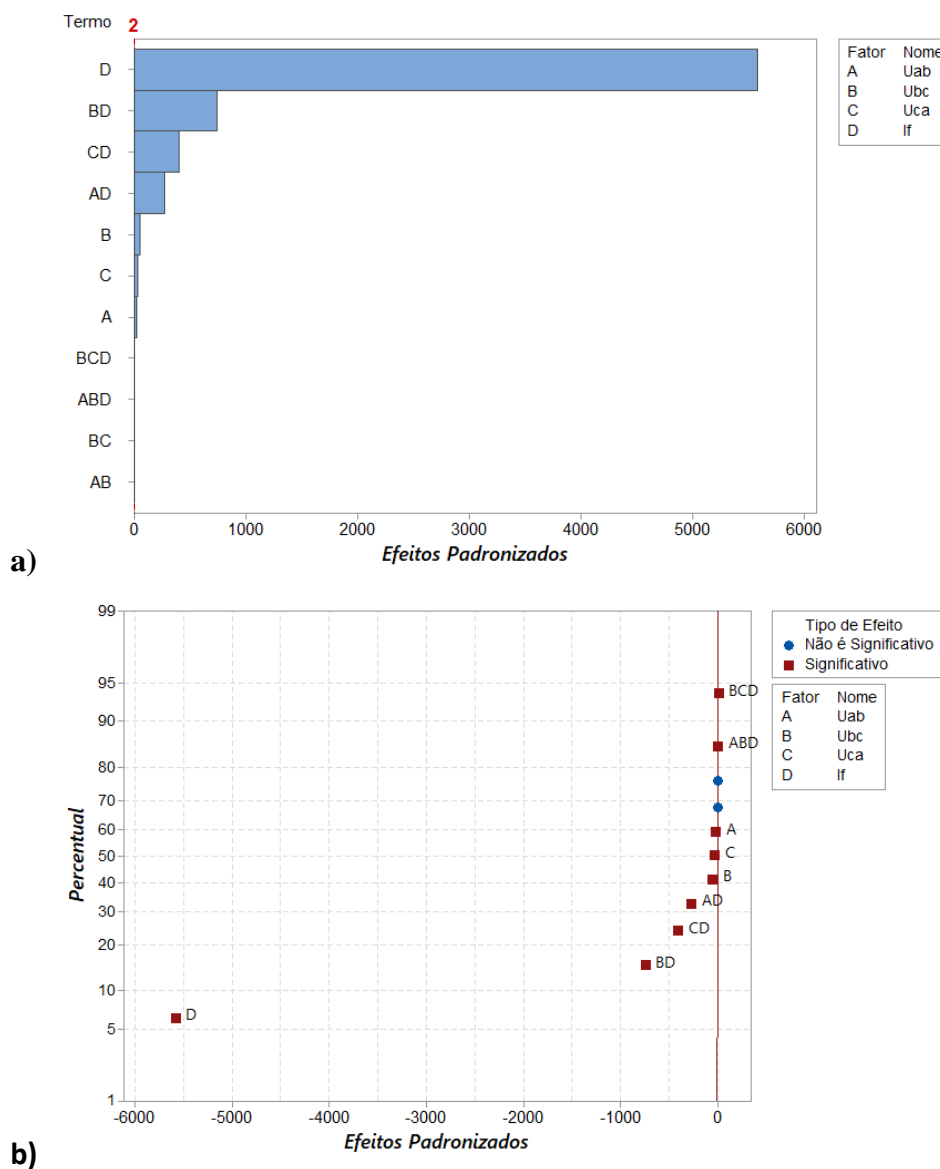 Termo
2
D
BD
CD
AD
B
C
A
BCD
ABD
BC
AB
0 1000 2000 3000 4000 5000 6000
Efeitos Padronizados
Fator Nome
A Uab
B Ubc
C Uca
D If
a)
99
95
90
80
70
60
50
40
30
20
10
5
1
Percentual
BCD
ABD
A
C
B
AD
CD
BD
D
-6000 -5000 -4000 -3000 -2000 -1000 0
Efeitos Padronizados
Tipo de Efeito
Não é Significativo
Significativo
Fator Nome
A Uab
B Ubc
C Uca
D If
b)